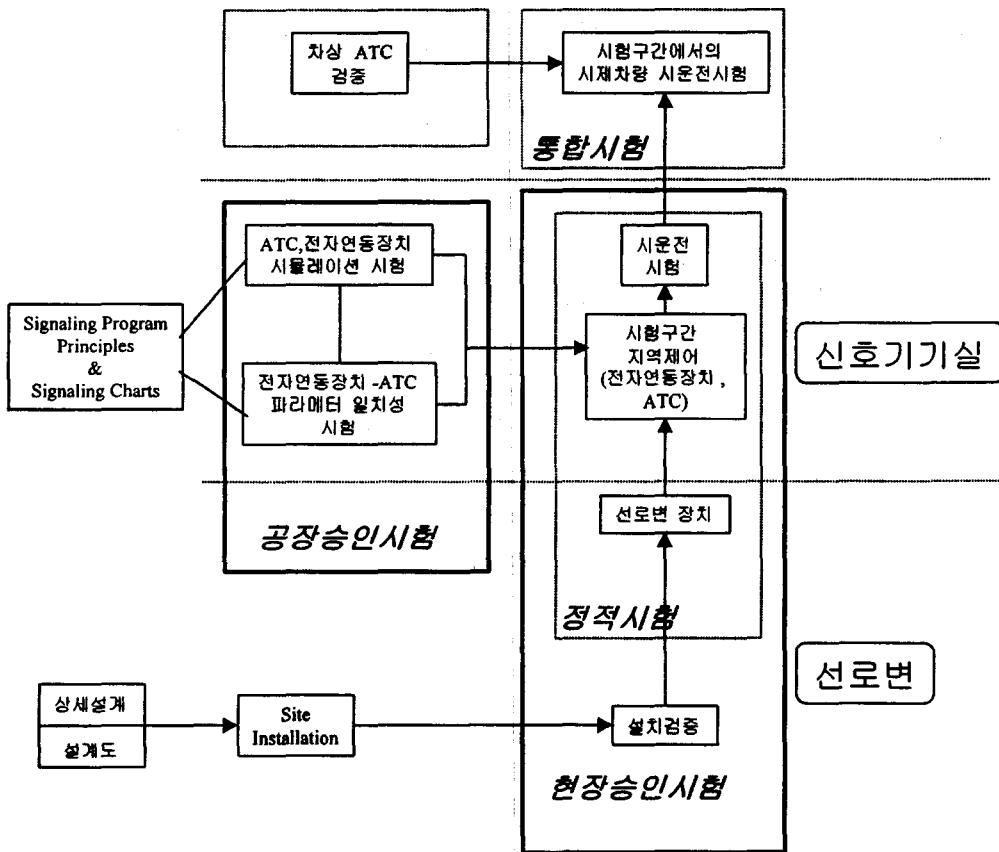 차상 ATC
검증
시험구간에서의
시제차량 시운전시험
통합시험
ATC,전자연동장치
시뮬레이션 시험
시운전
시험
Signaling Program
Principles
&
Signaling Charts
전자연동장치 -ATC
파라메터 일치성
시험
시험구간
지역제어
(전자연동장치,
ATC)
신호기기실
선로변 장치
공장승인시험
정적시험
선로변
상세설계
설계도
Site
Installation
설치검증
현장승인시험